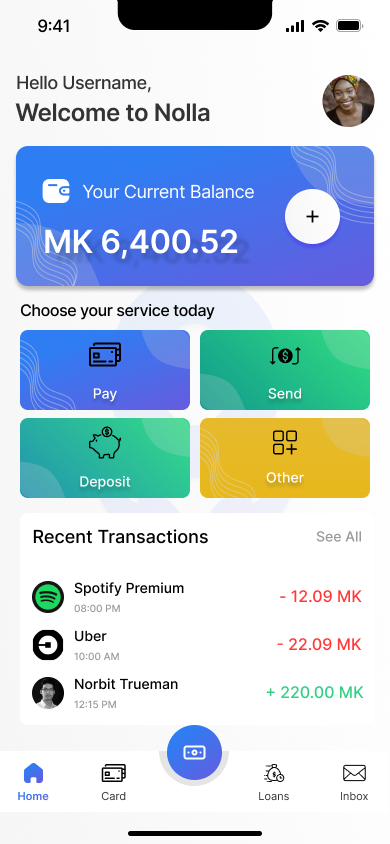 9:41
Hello Username,
Welcome to Nolla
Your Current Balance
MK 6,400.52
Choose your service today
Pay
Send
Deposit
Other
Recent Transactions
See All
Spotify Premium
08:00 PM
- 12.09 MK
Uber
10:00 AM
- 22.09 MK
Norbit Trueman
12:15 PM
+ 220.00 MK
Home
Card
Loans
Inbox